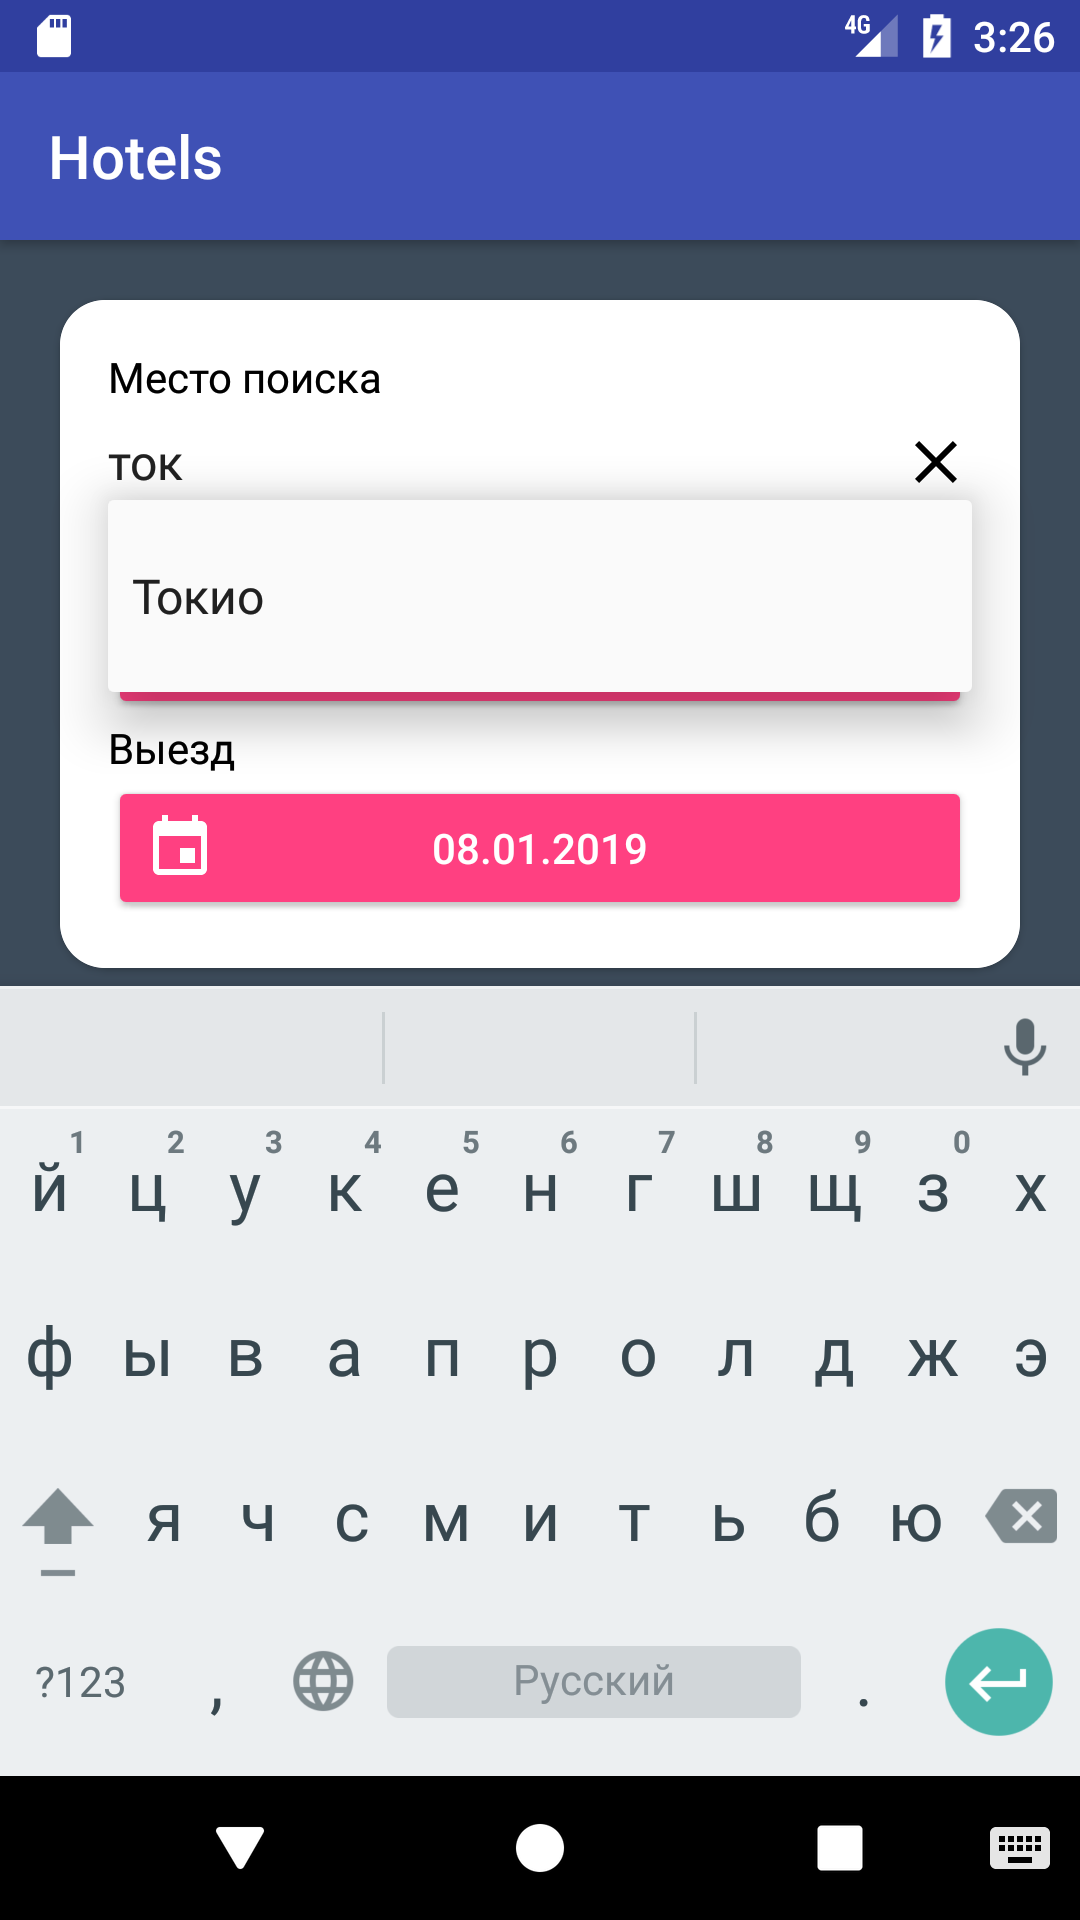 4G 3:26
Hotels
Место поиска
ток
Токио
Выезд
08.01.2019
1 2 3 4 5 6 7 8 9 0
й ц у к е н г ш щ з х
ф ы в а п р о л д ж э
я ч с м и т ь б ю
?123 , Русский .